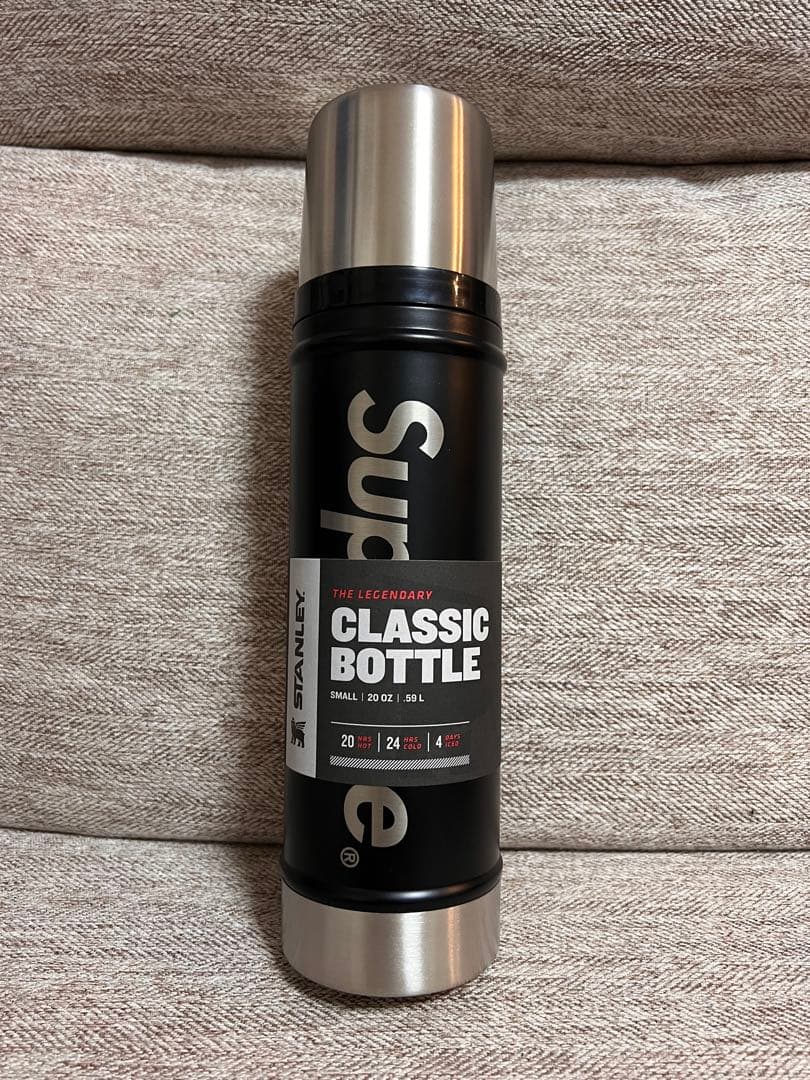 Sup
e®
STANLEY.
THE LEGENDARY
CLASSIC
BOTTLE
SMALL | 20 OZ | .59 L
20 HRS HOT | 24 HRS COLD | 4 DAYS ICED